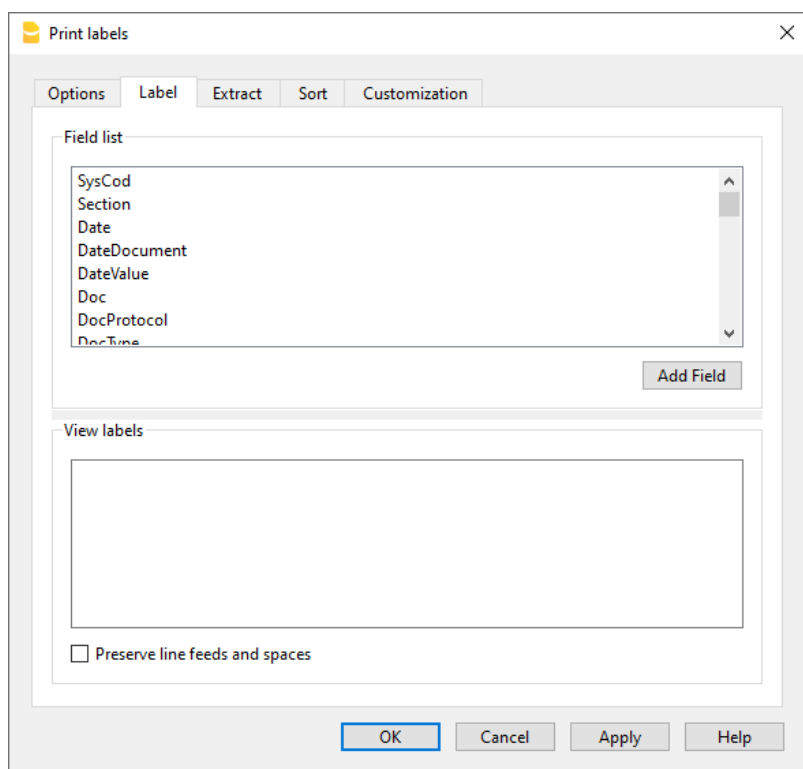 Print labels
Options Label Extract Sort Customization
Field list
SysCod
Section
Date
DateDocument
DateValue
Doc
DocProtocol
DocType
Add Field
View labels
Preserve line feeds and spaces
OK Cancel Apply Help